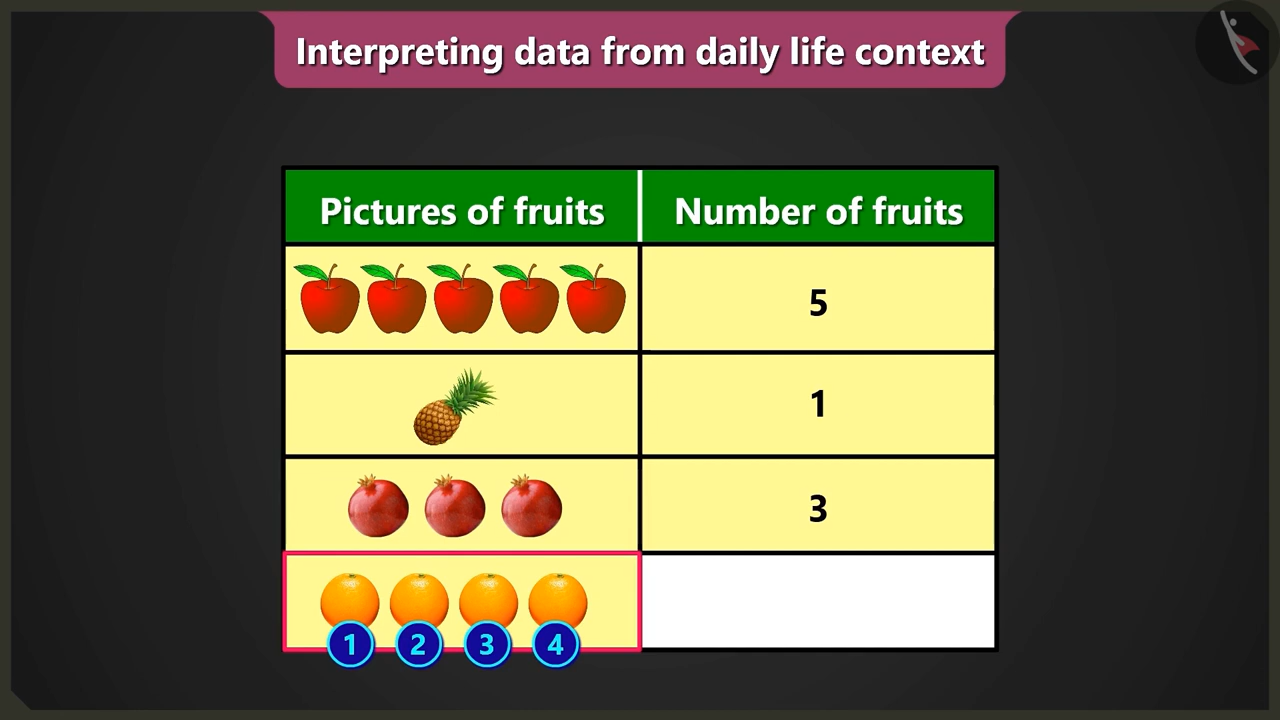 Interpreting data from daily life context
Pictures of fruits
Number of fruits
5
1
3
1 2 3 4